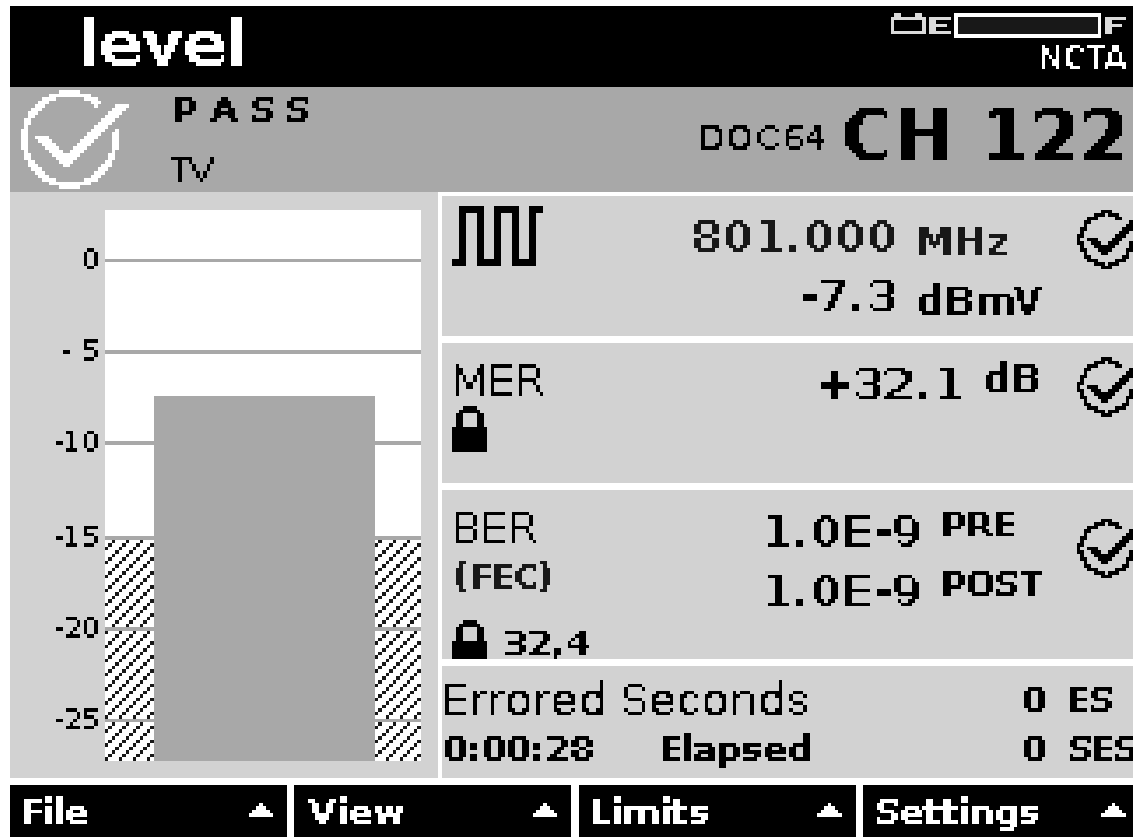 level
E F
NCTA
PASS
TV
DOC64 CH 122
0
-5
-10
-15
-20
-25
801.000 MHz
-7.3 dBmV
MER +32.1 dB
BER 1.0E-9 PRE
(FEC) 1.0E-9 POST
32,4
Errored Seconds 0 ES
0:00:28 Elapsed 0 SES
File View Limits Settings